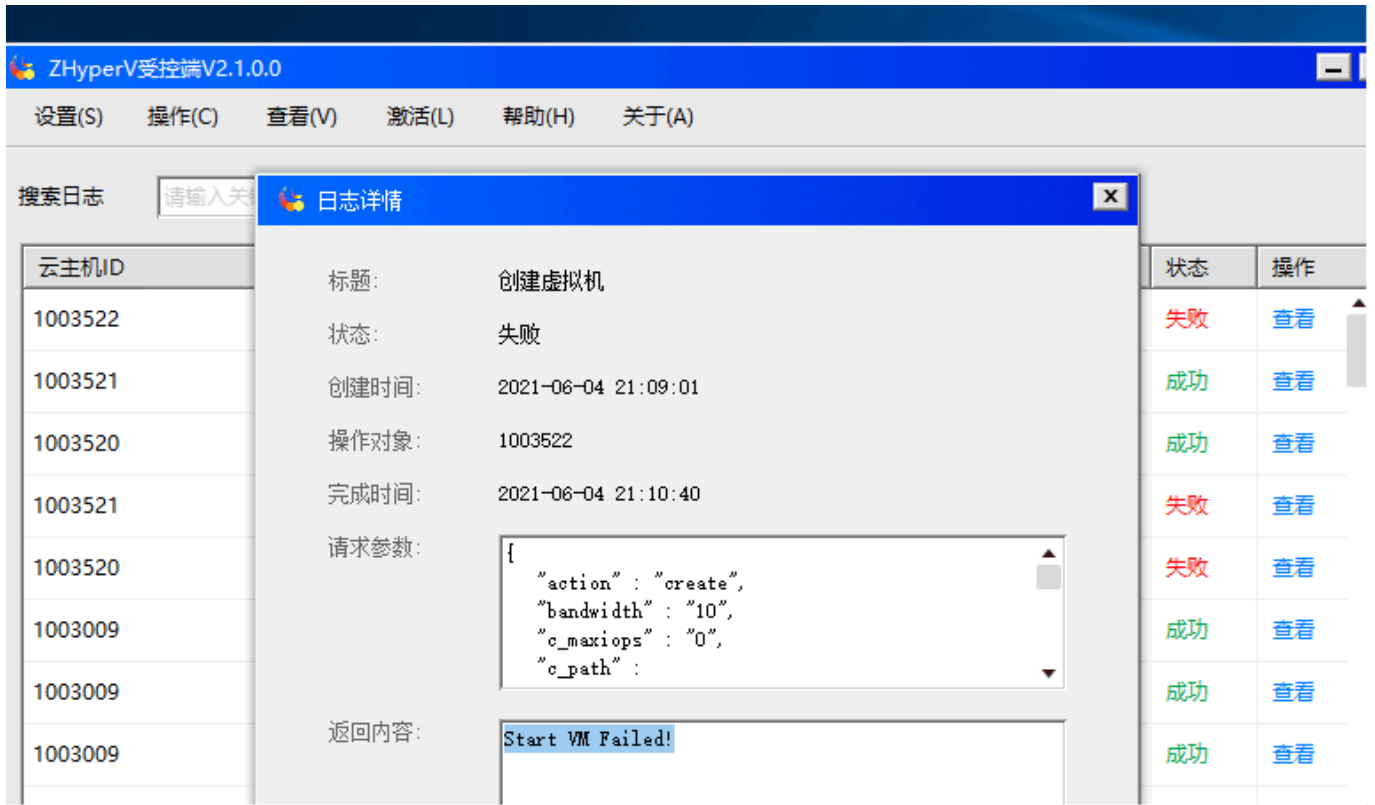 ZHyperV受控端V2.1.0.0
设置(S) 操作(C) 查看(V) 激活(L) 帮助(H) 关于(A)
搜索日志 请输入关
日志详情
云主机ID 状态 操作
标题: 创建虚拟机
1003522 失败 查看
状态: 失败
1003521 成功 查看
创建时间: 2021-06-04 21:09:01
1003520 成功 查看
操作对象: 1003522
1003521 失败 查看
完成时间: 2021-06-04 21:10:40
请求参数: {
1003520 失败 查看
"action" : "create",
"bandwidth" : "10",
1003009 成功 查看
"c_maxiops" : "0",
"c_path" :
1003009 成功 查看
返回内容: Start VM Failed!
1003009 成功 查看